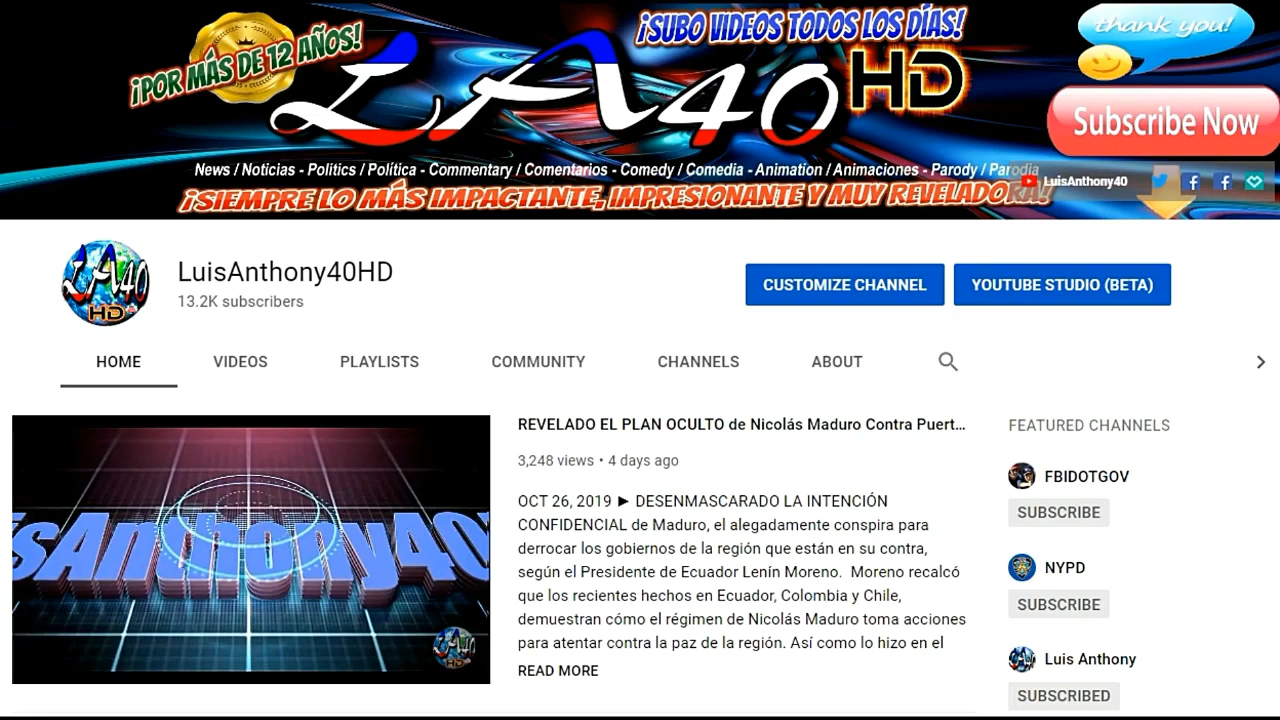 ¡POR MÁS DE 12 AÑOS!
¡SUBO VIDEOS TODOS LOS DÍAS!
thank you!
LA40 HD
Subscribe Now
News / Noticias - Politics / Política - Commentary / Comentarios - Comedy / Comedia - Animation / Animaciones - Parody / Parodia
LuisAnthony40
¡SIEMPRE LO MÁS IMPACTANTE, IMPRESIONANTE Y MUY REVELADORA!
LA40
HD
LuisAnthony40HD
13.2K subscribers
CUSTOMIZE CHANNEL
YOUTUBE STUDIO (BETA)
HOME
VIDEOS
PLAYLISTS
COMMUNITY
CHANNELS
ABOUT
isAnthony40
LA40
HD
REVELADO EL PLAN OCULTO de Nicolás Maduro Contra Puert...
3,248 views • 4 days ago
OCT 26, 2019 ► DESENMASCARADO LA INTENCIÓN
CONFIDENCIAL de Maduro, el alegadamente conspira para
derrocar los gobiernos de la región que están en su contra,
según el Presidente de Ecuador Lenín Moreno. Moreno recalcó
que los recientes hechos en Ecuador, Colombia y Chile,
demuestran cómo el régimen de Nicolás Maduro toma acciones
para atentar contra la paz de la región. Así como lo hizo en el
READ MORE
FEATURED CHANNELS
FBIDOTGOV
SUBSCRIBE
NYPD
SUBSCRIBE
Luis Anthony
SUBSCRIBED